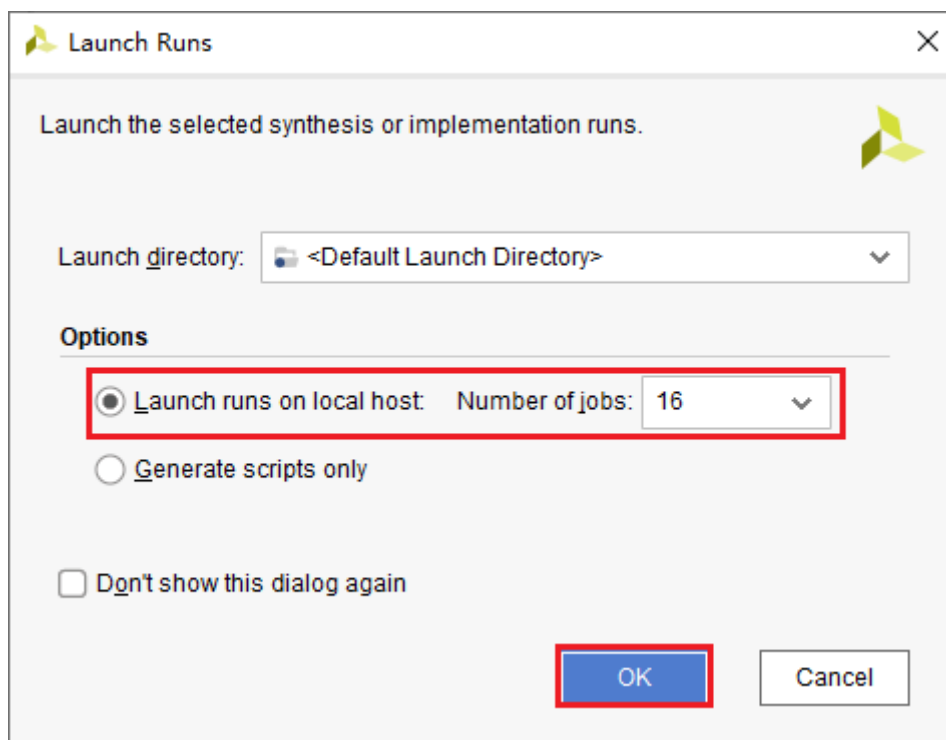 Launch Runs
Launch the selected synthesis or implementation runs.
Launch directory: <Default Launch Directory>
Options
Launch runs on local host: Number of jobs: 16
Generate scripts only
Don't show this dialog again
OK Cancel